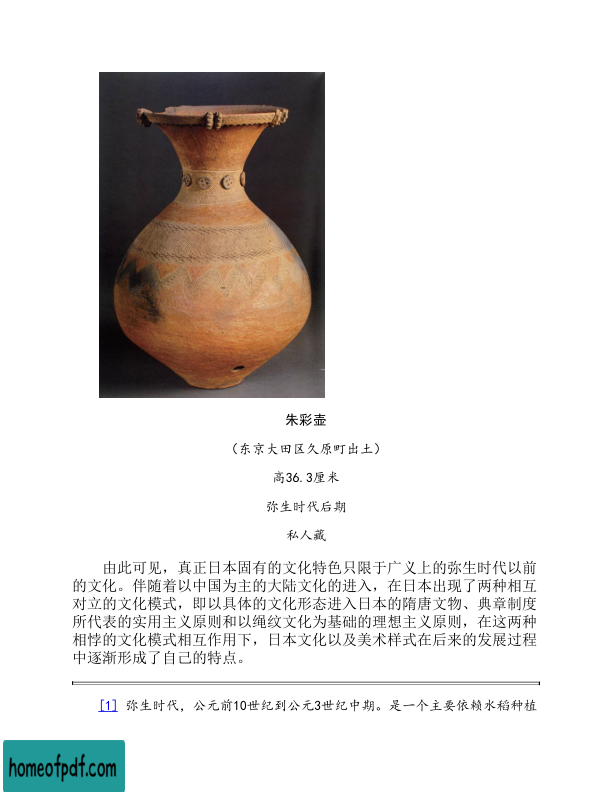 朱彩壶
（东京大田区久原町出土）
高36.3厘米
弥生时代后期
私人藏
由此可见，真正日本固有的文化特色只限于广义上的弥生时代以前
的文化。伴随着以中国为主的大陆文化的进入，在日本出现了两种相互
对立的文化模式，即以具体的文化形态进入日本的隋唐文物、典章制度
所代表的实用主义原则和以绳纹文化为基础的理想主义原则，在这两种
相悖的文化模式相互作用下，日本文化以及美术样式在后来的发展过程
中逐渐形成了自己的特点。
[1] 弥生时代，公元前10世纪到公元3世纪中期。是一个主要依赖水稻种植
homeofpdf.com